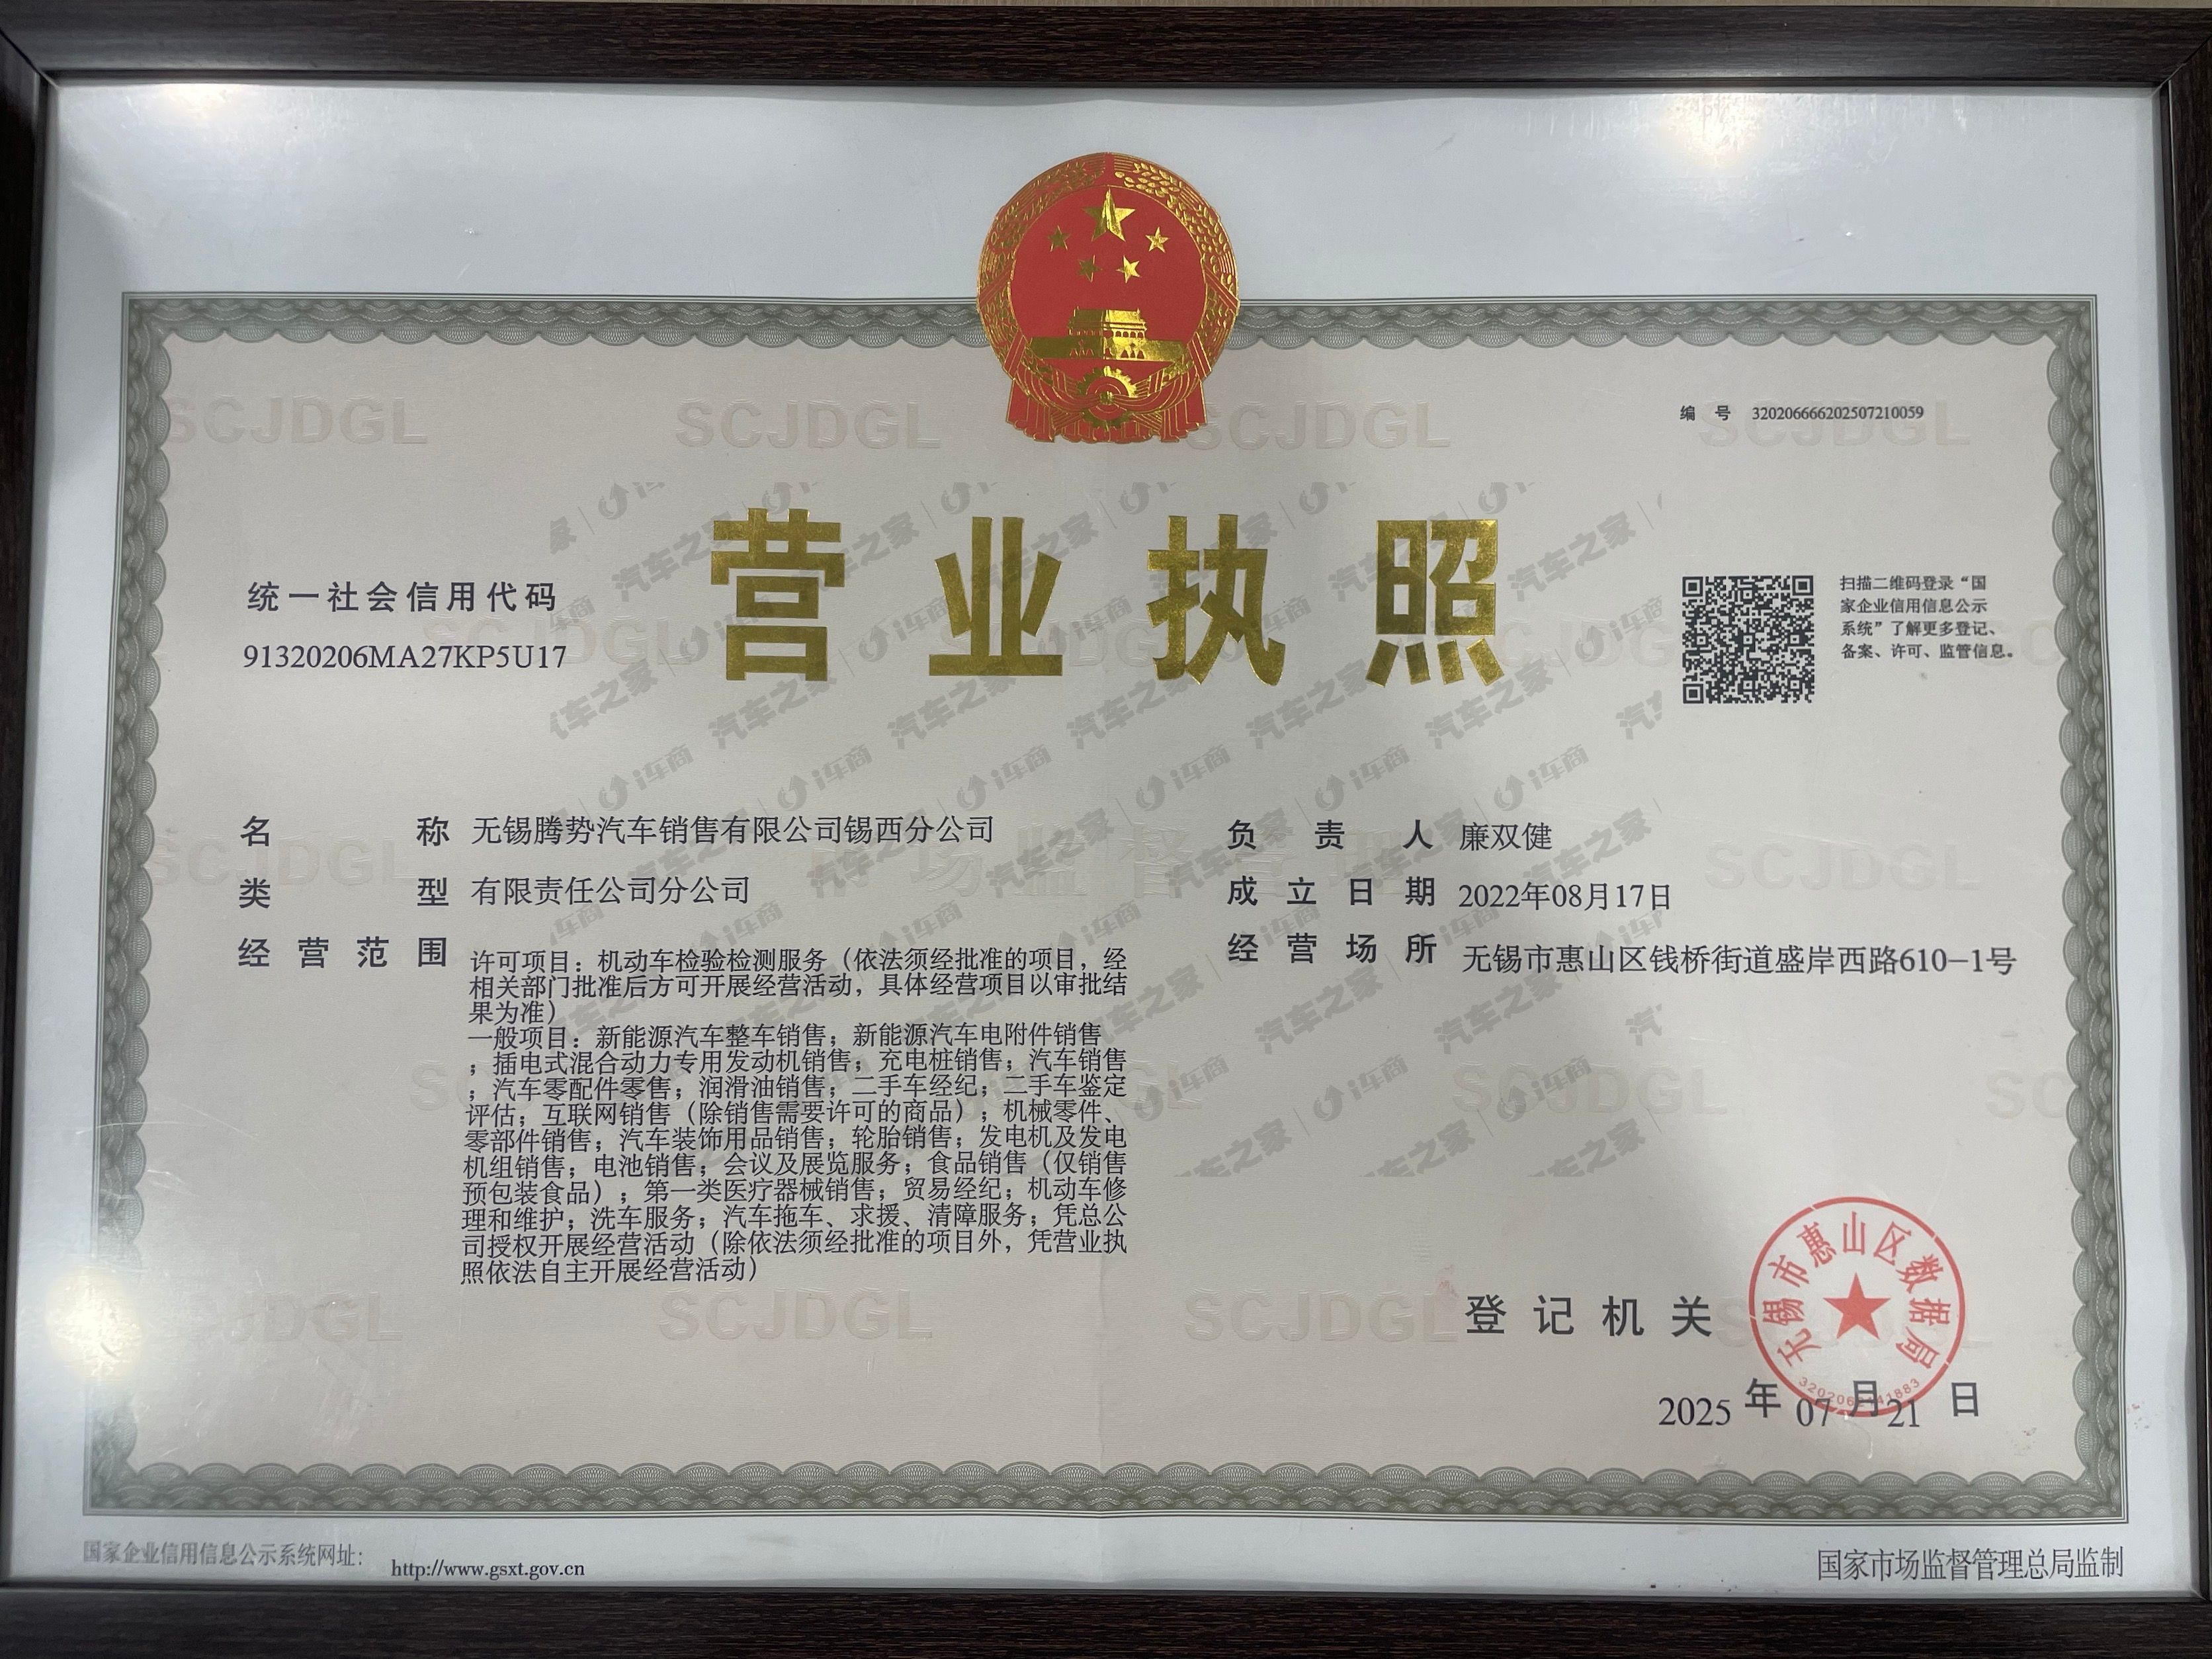 编 号 320206666202507210059
营业执照
统一社会信用代码
91320206MA27KP5U17
扫描二维码登录“国
家企业信用信息公示
系统”了解更多登记、
备案、许可、监管信息。
名 称 无锡腾势汽车销售有限公司锡西分公司
类 型 有限责任公司分公司
经营范围 许可项目：机动车检验检测服务（依法须经批准的项目，经
相关部门批准后方可开展经营活动，具体经营项目以审批结
果为准）
一般项目：新能源汽车整车销售；新能源汽车电附件销售
；插电式混合动力专用发动机销售；充电桩销售；汽车销售
；汽车零配件零售；润滑油销售；二手车经纪；二手车鉴定
评估；互联网销售（除销售需要许可的商品）；机械零件、
零部件销售；汽车装饰用品销售；轮胎销售；发电机及发电
机组销售；电池销售；会议及展览服务；食品销售（仅销售
预包装食品）；第一类医疗器械销售；贸易经纪；机动车修
理和维护；洗车服务；汽车拖车、求援、清障服务；凭总公
司授权开展经营活动（除依法须经批准的项目外，凭营业执
照依法自主开展经营活动）
负 责 人 廉双健
成立日期 2022年08月17日
经营场所 无锡市惠山区钱桥街道盛岸西路610-1号
登记机关
无锡市惠山区数据局
2025 年 07 月 21 日
国家企业信用信息公示系统网址： http://www.gsxt.gov.cn
国家市场监督管理总局监制
SCJDGL
汽车之家 | i车商